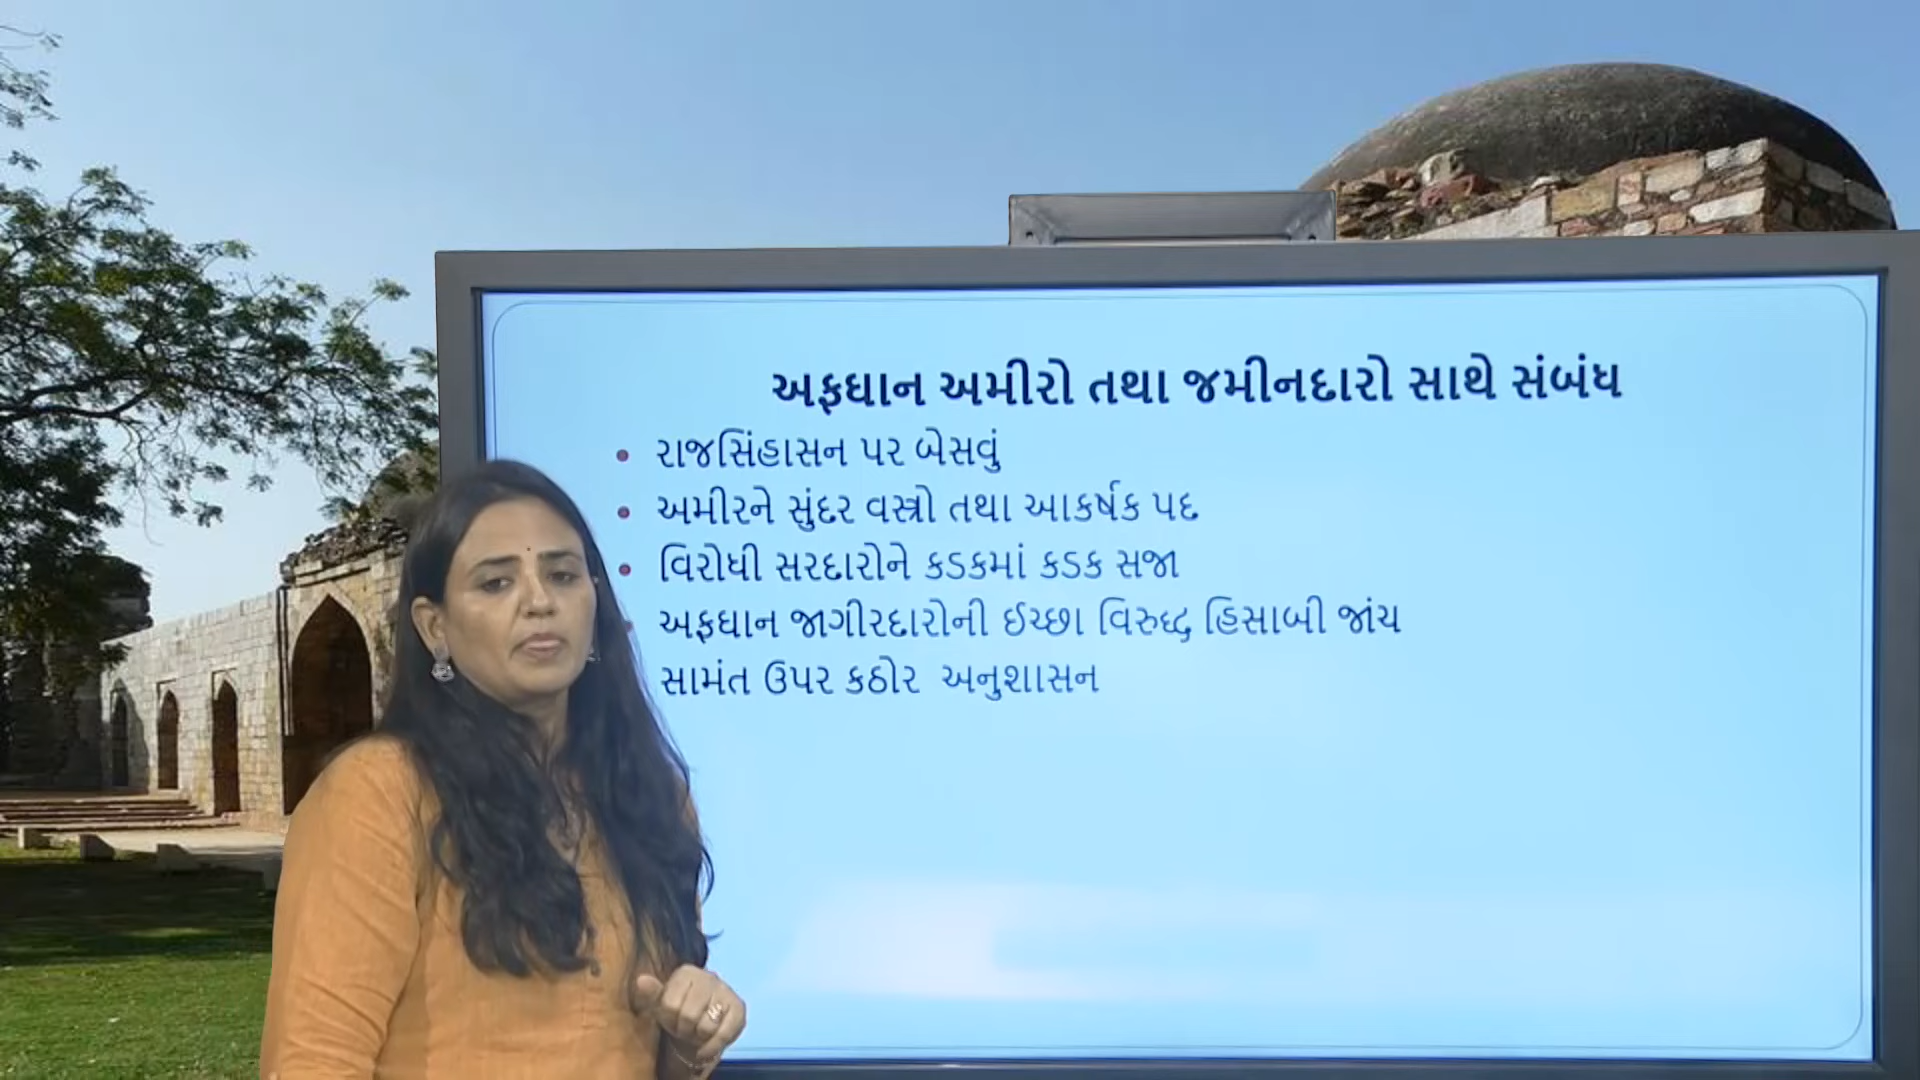 અફઘાન અમીરો તથા જમીનદારો સાથે સંબંધ
રાજસિંહાસન પર બેસવું
અમીરને સુંદર વસ્ત્રો તથા આકર્ષક પદ
વિરોધી સરદારોને કડકમાં કડક સજા
અફઘાન જાગીરદારોની ઈચ્છા વિરુદ્ધ હિસાબી જાંચ
સામંત ઉપર કઠોર અનુશાસન